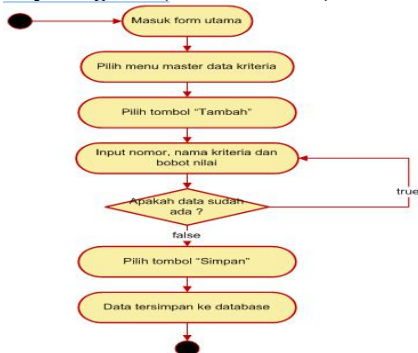 Masuk form utama
Pilih menu master data kriteria
Pilih tombol "Tambah"
Input nomor, nama kriteria dan
bobot nilai
Apakah data sudah
ada ?
true
false
Pilih tombol "Simpan"
Data tersimpan ke database